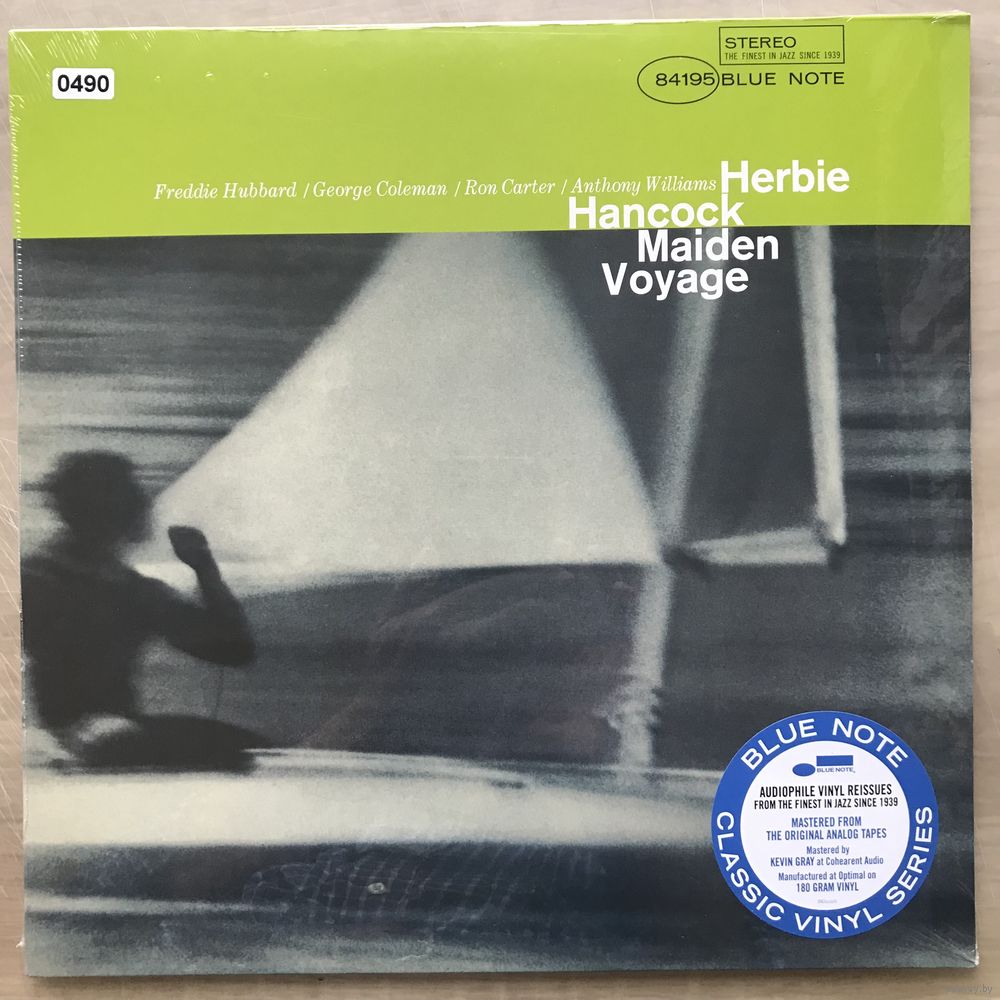 STEREO
THE FINEST IN JAZZ SINCE 1939
84195 BLUE NOTE
0490
Freddie Hubbard / George Coleman / Ron Carter / Anthony Williams Herbie
Hancock
Maiden
Voyage
BLUE NOTE
BLUE NOTE
AUDIOPHILE VINYL REISSUES
FROM THE FINEST IN JAZZ SINCE 1939
MASTERED FROM
THE ORIGINAL ANALOG TAPES
Mastered by
KEVIN GRAY at Cohearent Audio
Manufactured at Optimal on
180 GRAM VINYL
CLASSIC VINYL SERIES